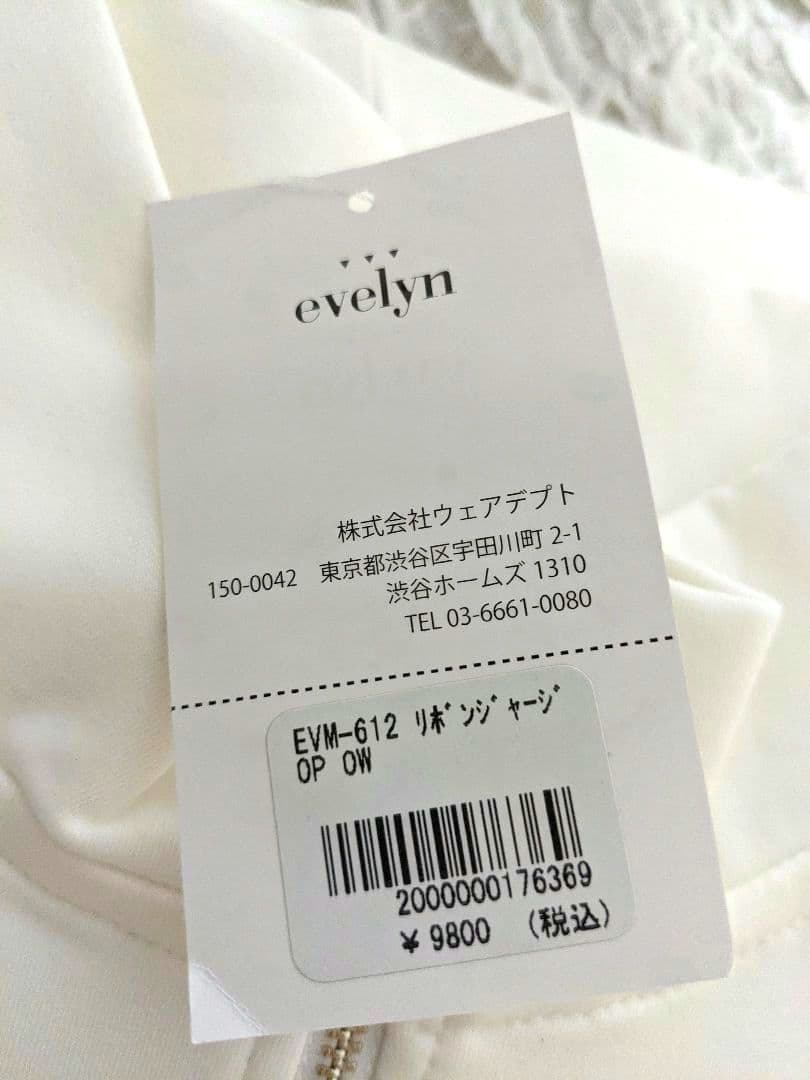 evelyn
株式会社ウェアデプト
150-0042 東京都渋谷区宇田川町 2-1
渋谷ホームズ 1310
TEL 03-6661-0080
EVM-612 ﾘﾎﾞﾝｼﾞｬｰｼﾞ
OP OW
2000000176369
¥ 9800 (税込)